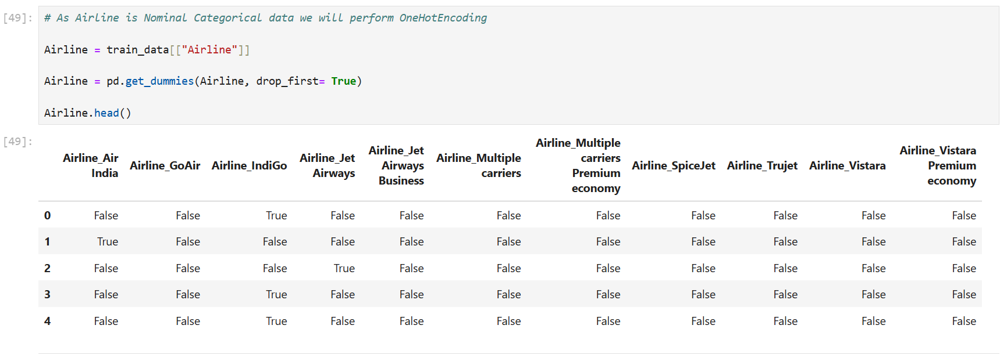 [49]: # As Airline is Nominal Categorical data we will perform OneHotEncoding
Airline = train_data[["Airline"]]
Airline = pd.get_dummies(Airline, drop_first= True)
Airline.head()
[49]:
Airline_Air India Airline_GoAir Airline_IndiGo Airline_Jet Airways Airline_Jet Airways Business Airline_Multiple carriers Airline_Multiple carriers Premium economy Airline_SpiceJet Airline_Trujet Airline_Vistara Airline_Vistara Premium economy
0 False False True False False False False False False False False
1 True False False False False False False False False False False
2 False False False True False False False False False False False
3 False False True False False False False False False False False
4 False False True False False False False False False False False